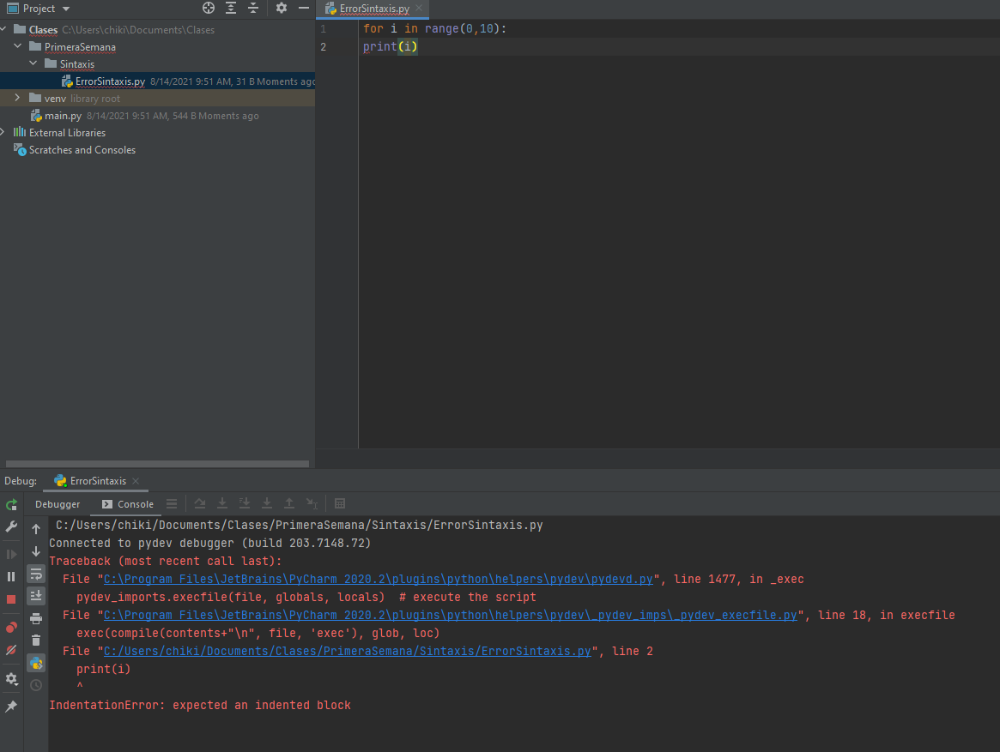 Project
Clases C:\Users\chiki\Documents\Clases
PrimeraSemana
Sintaxis
ErrorSintaxis.py 8/14/2021 9:51 AM, 31 B Moments ago
venv library root
main.py 8/14/2021 9:51 AM, 544 B Moments ago
External Libraries
Scratches and Consoles
ErrorSintaxis.py
1 for i in range(0,10):
2 print(i)
Debug: ErrorSintaxis
Debugger Console
C:/Users/chiki/Documents/Clases/PrimeraSemana/Sintaxis/ErrorSintaxis.py
Connected to pydev debugger (build 203.7148.72)
Traceback (most recent call last):
File "C:\Program Files\JetBrains\PyCharm 2020.2\plugins\python\helpers\pydev\pydevd.py", line 1477, in _exec
pydev_imports.execfile(file, globals, locals)  # execute the script
File "C:\Program Files\JetBrains\PyCharm 2020.2\plugins\python\helpers\pydev\_pydev_imps\_pydev_execfile.py", line 18, in execfile
exec(compile(contents+"\n", file, 'exec'), glob, loc)
File "C:/Users/chiki/Documents/Clases/PrimeraSemana/Sintaxis/ErrorSintaxis.py", line 2
print(i)
^
IndentationError: expected an indented block